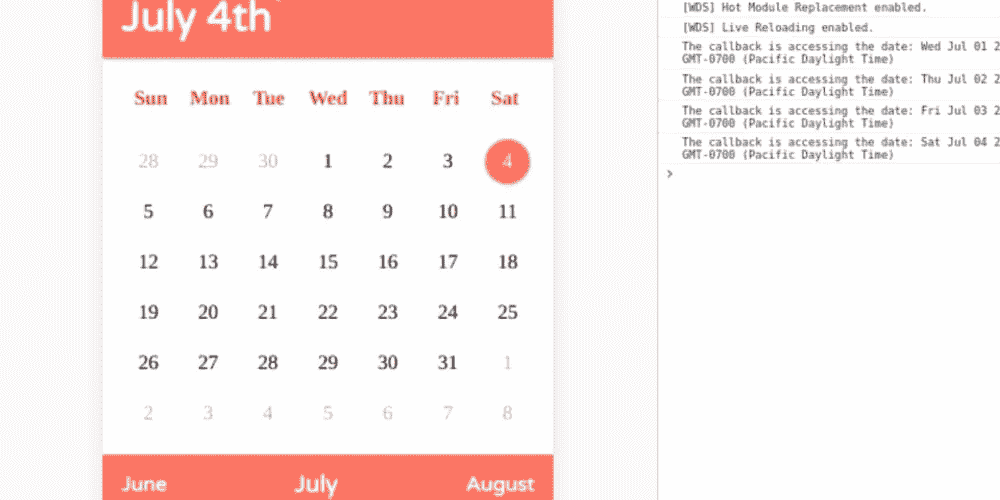 July 4th
Sun Mon Tue Wed Thu Fri Sat
28 29 30 1 2 3 4
5 6 7 8 9 10 11
12 13 14 15 16 17 18
19 20 21 22 23 24 25
26 27 28 29 30 31 1
2 3 4 5 6 7 8
June July August
[WDS] Hot Module Replacement enabled.
[WDS] Live Reloading enabled.
The callback is accessing the date: Wed Jul 01 2
GMT-0700 (Pacific Daylight Time)
The callback is accessing the date: Thu Jul 02 2
GMT-0700 (Pacific Daylight Time)
The callback is accessing the date: Fri Jul 03 2
GMT-0700 (Pacific Daylight Time)
The callback is accessing the date: Sat Jul 04 2
GMT-0700 (Pacific Daylight Time)
>